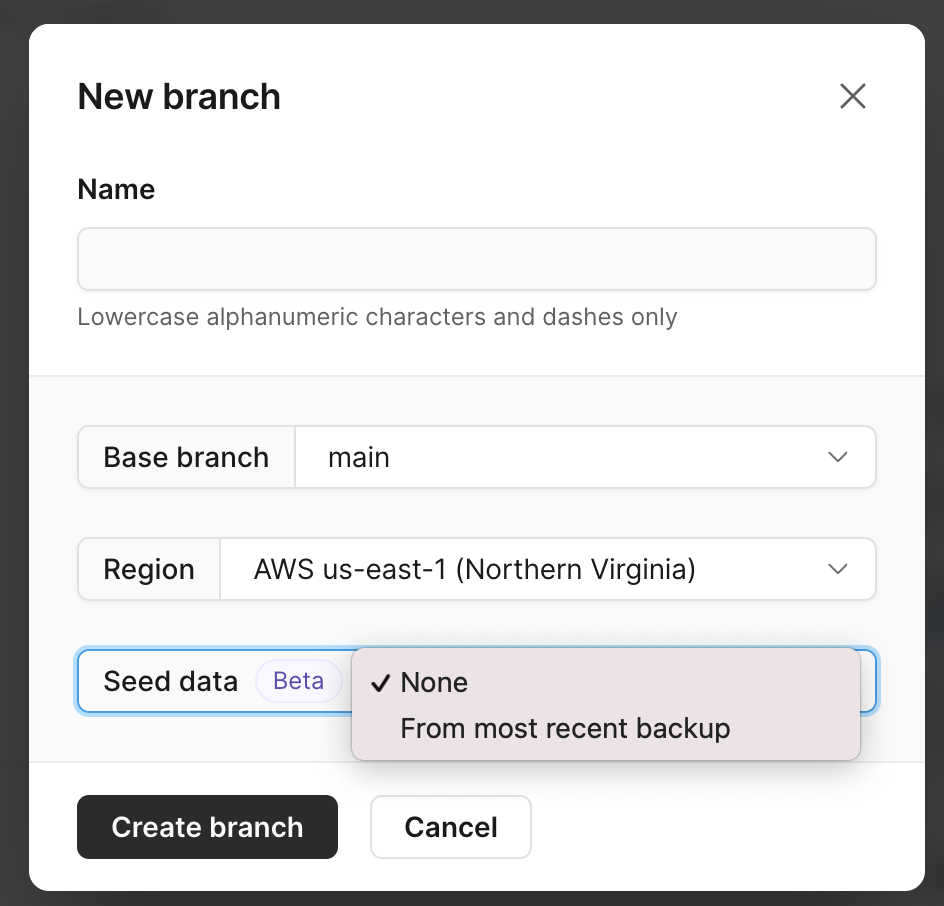 New branch
Name
Lowercase alphanumeric characters and dashes only
Base branch main
Region AWS us-east-1 (Northern Virginia)
Seed data Beta None
From most recent backup
Create branch Cancel